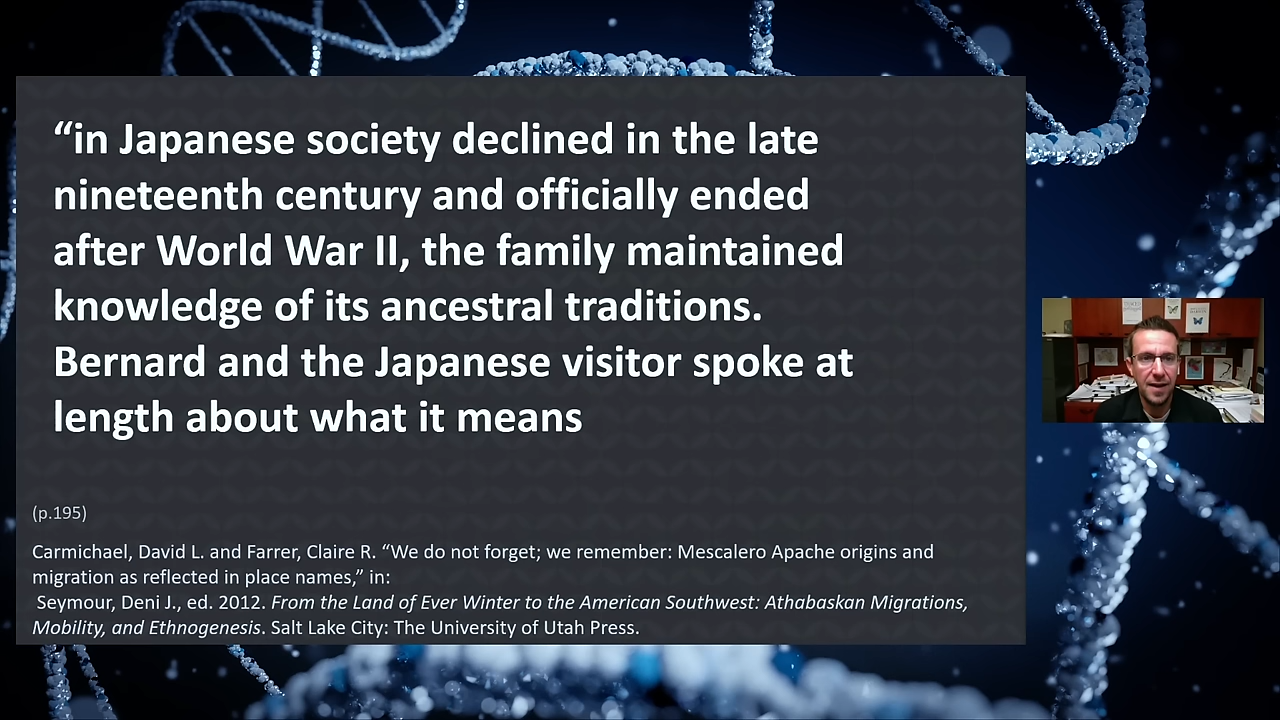 “in Japanese society declined in the late
nineteenth century and officially ended
after World War II, the family maintained
knowledge of its ancestral traditions.
Bernard and the Japanese visitor spoke at
length about what it means
(p.195)
Carmichael, David L. and Farrer, Claire R. “We do not forget; we remember: Mescalero Apache origins and
migration as reflected in place names,” in:
Seymour, Deni J., ed. 2012. From the Land of Ever Winter to the American Southwest: Athabaskan Migrations,
Mobility, and Ethnogenesis. Salt Lake City: The University of Utah Press.